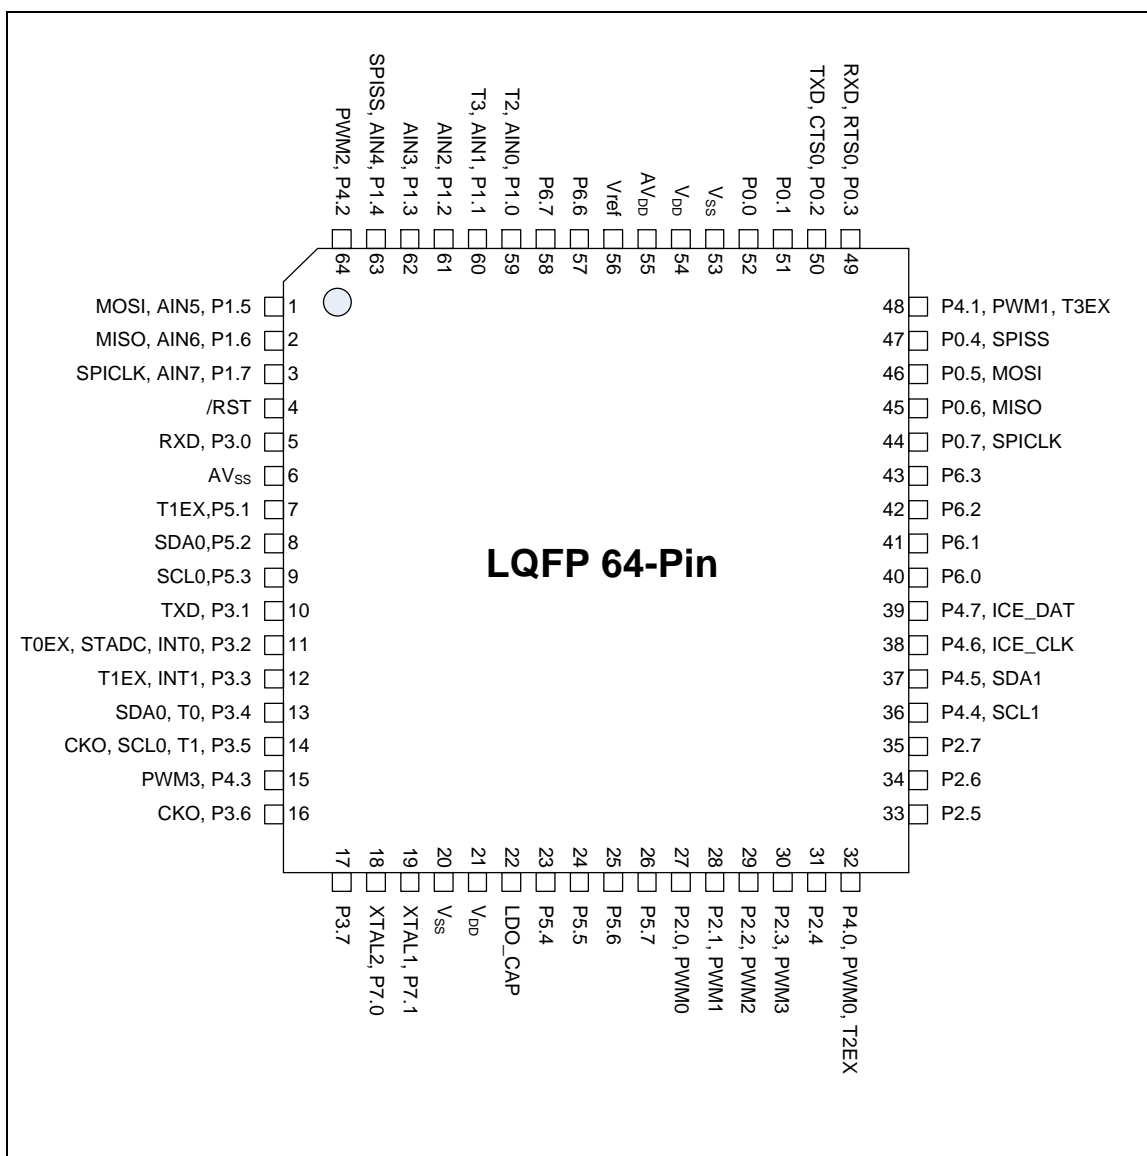 PWM2, P4.2
SPISS, AIN4, P1.4
AIN3, P1.3
AIN2, P1.2
T3, AIN1, P1.1
T2, AIN0, P1.0
P6.7
P6.6
Vref
AVDD
VDD
VSS
P0.0
P0.1
TXD, CTS0, P0.2
RXD, RTS0, P0.3
64
63
62
61
60
59
58
57
56
55
54
53
52
51
50
49
MOSI, AIN5, P1.5 1
MISO, AIN6, P1.6 2
SPICLK, AIN7, P1.7 3
/RST 4
RXD, P3.0 5
AVSS 6
T1EX,P5.1 7
SDA0,P5.2 8
SCL0,P5.3 9
TXD, P3.1 10
T0EX, STADC, INT0, P3.2 11
T1EX, INT1, P3.3 12
SDA0, T0, P3.4 13
CKO, SCL0, T1, P3.5 14
PWM3, P4.3 15
CKO, P3.6 16
LQFP 64-Pin
48 P4.1, PWM1, T3EX
47 P0.4, SPISS
46 P0.5, MOSI
45 P0.6, MISO
44 P0.7, SPICLK
43 P6.3
42 P6.2
41 P6.1
40 P6.0
39 P4.7, ICE_DAT
38 P4.6, ICE_CLK
37 P4.5, SDA1
36 P4.4, SCL1
35 P2.7
34 P2.6
33 P2.5
17
18
19
20
21
22
23
24
25
26
27
28
29
30
31
32
P3.7
XTAL2, P7.0
XTAL1, P7.1
VSS
VDD
LDO_CAP
P5.4
P5.5
P5.6
P5.7
P2.0, PWM0
P2.1, PWM1
P2.2, PWM2
P2.3, PWM3
P2.4
P4.0, PWM0, T2EX